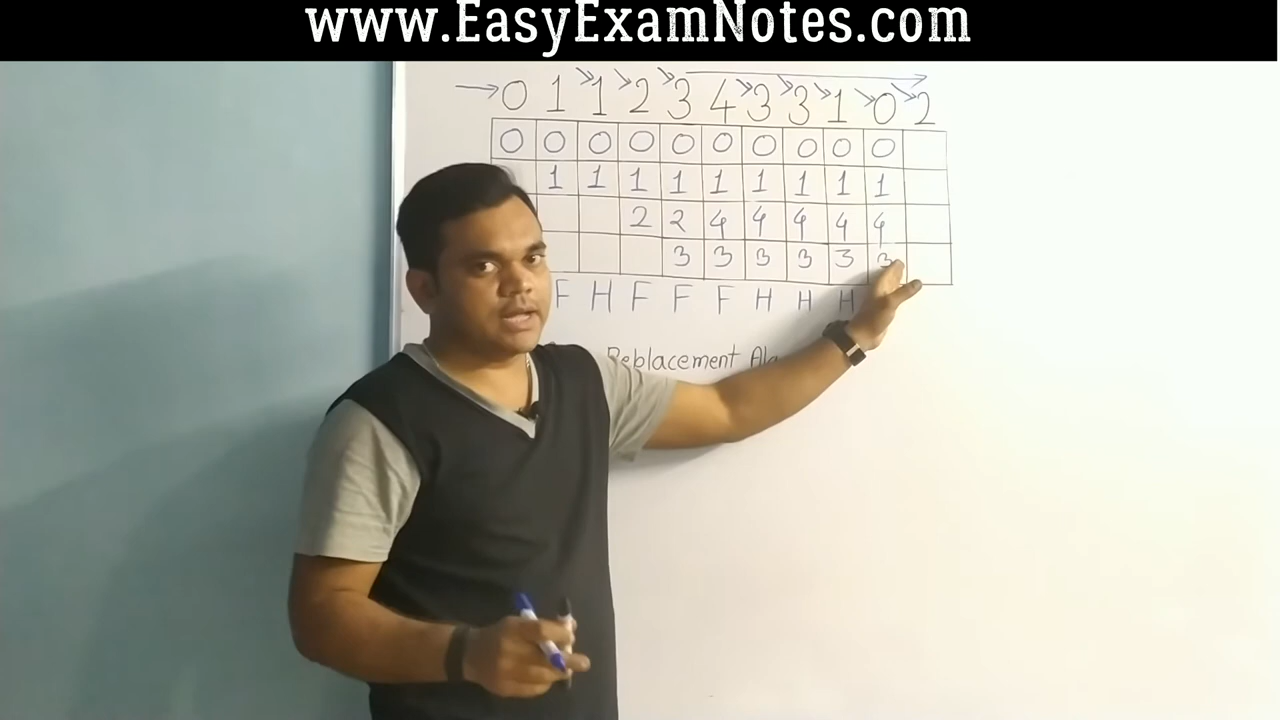 www.EasyExamNotes.com
0 1 1 2 3 4 3 3 1 0 2
0 0 0 0 0 0 0 0 0 0
1 1 1 1 1 1 1 1 1
2 2 4 4 4 4 4
3 3 3 3 3 3
F H F F F H H H
Replacement